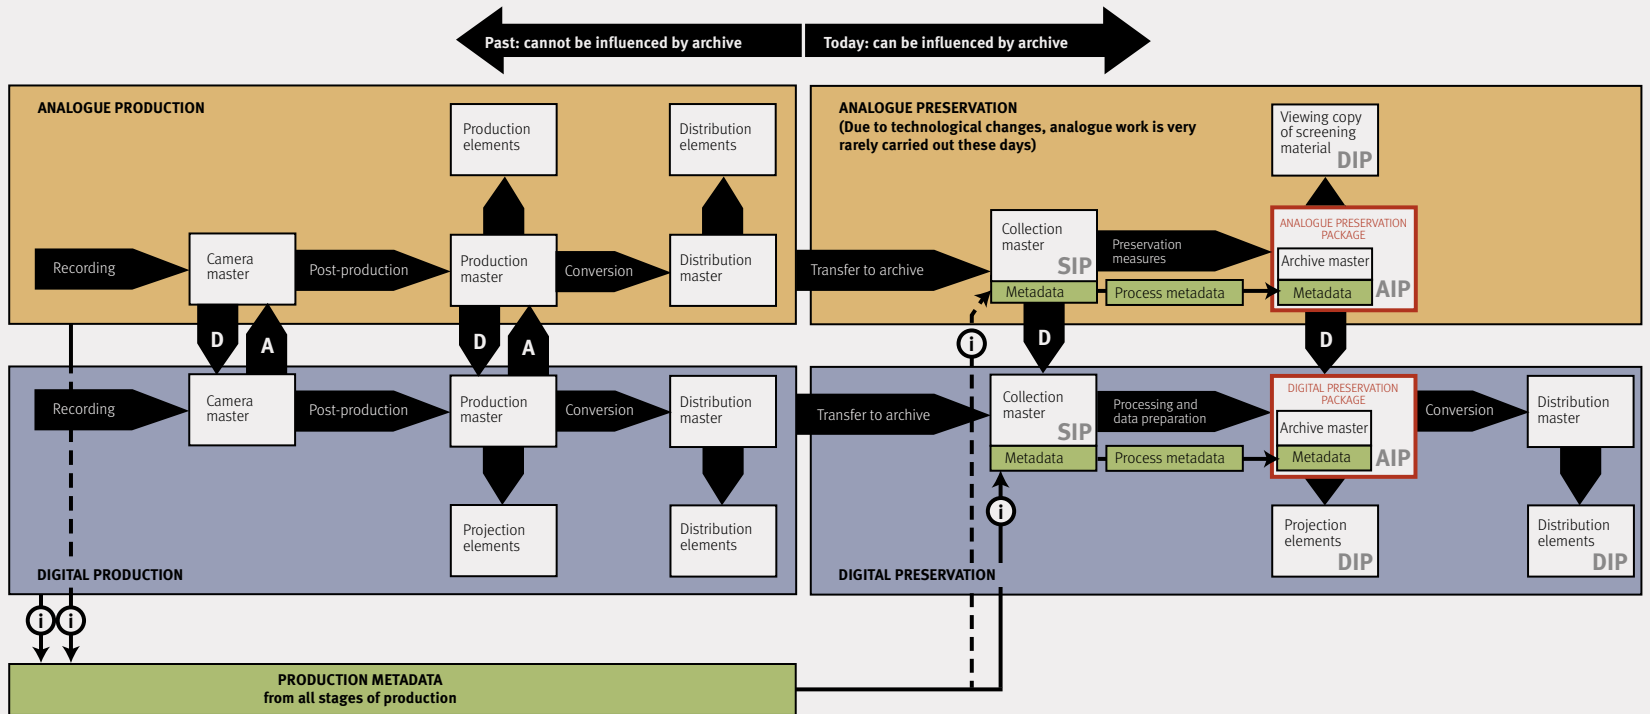 Past: cannot be influenced by archive
Today: can be influenced by archive
ANALOGUE PRODUCTION
Production
elements
Distribution
elements
Recording
Camera
master
Post-production
Production
master
Conversion
Distribution
master
D
A
D
A
Recording
Camera
master
Post-production
Production
master
Conversion
Distribution
master
Projection
elements
Distribution
elements
DIGITAL PRODUCTION
i
i
PRODUCTION METADATA
from all stages of production
ANALOGUE PRESERVATION
(Due to technological changes, analogue work is very
rarely carried out these days)
Viewing copy
of screening
material
DIP
Transfer to archive
Collection
master
SIP
Metadata
Preservation
measures
Process metadata
ANALOGUE PRESERVATION
PACKAGE
Archive master
Metadata
AIP
i
D
D
Transfer to archive
Collection
master
SIP
Metadata
Processing and
data preparation
Process metadata
DIGITAL PRESERVATION
PACKAGE
Archive master
Metadata
AIP
Conversion
Distribution
master
i
Projection
elements
DIP
Distribution
elements
DIP
DIGITAL PRESERVATION